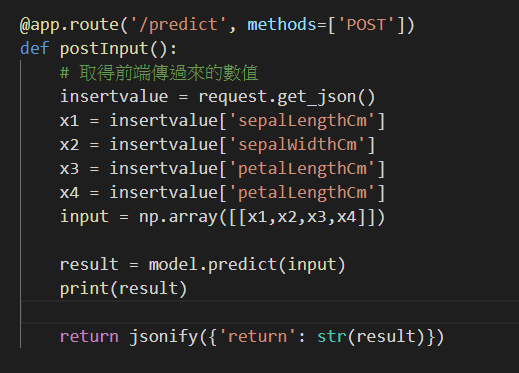 @app.route('/predict', methods=['POST'])
def postInput():
    # 取得前端傳過來的數值
    insertvalue = request.get_json()
    x1 = insertvalue['sepalLengthCm']
    x2 = insertvalue['sepalWidthCm']
    x3 = insertvalue['petalLengthCm']
    x4 = insertvalue['petalLengthCm']
    input = np.array([[x1,x2,x3,x4]])
    result = model.predict(input)
    print(result)
    return jsonify({'return': str(result)})